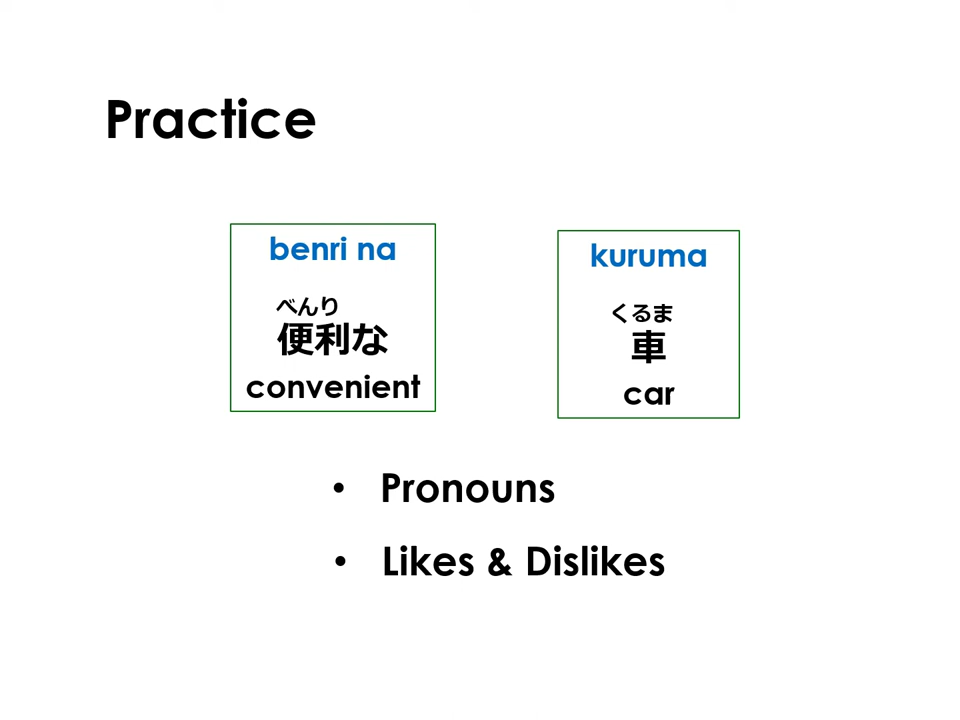 Practice
benri na
べんり
便利な
convenient
kuruma
くるま
車
car
• Pronouns
• Likes & Dislikes